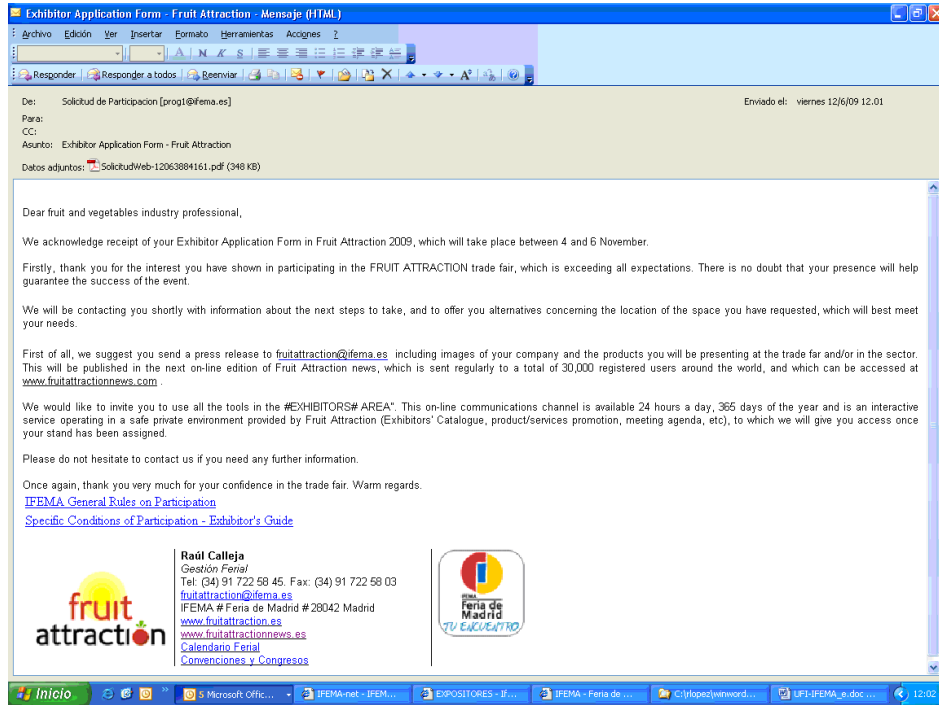 Exhibitor Application Form - Fruit Attraction - Mensaje (HTML)
Archivo Edición Ver Insertar Formato Herramientas Acciones ?
A N K S
Responder Responder a todos Reenviar
De: Solicitud de Participacion [prog1@ifema.es] Enviado el: viernes 12/6/09 12.01
Para:
CC:
Asunto: Exhibitor Application Form - Fruit Attraction
Datos adjuntos: SolicitudWeb-12063884161.pdf (348 KB)
Dear fruit and vegetables industry professional,
We acknowledge receipt of your Exhibitor Application Form in Fruit Attraction 2009, which will take place between 4 and 6 November.
Firstly, thank you for the interest you have shown in participating in the FRUIT ATTRACTION trade fair, which is exceeding all expectations. There is no doubt that your presence will help
guarantee the success of the event.
We will be contacting you shortly with information about the next steps to take, and to offer you alternatives concerning the location of the space you have requested, which will best meet
your needs.
First of all, we suggest you send a press release to fruitattraction@ifema.es including images of your company and the products you will be presenting at the trade far and/or in the sector.
This will be published in the next on-line edition of Fruit Attraction news, which is sent regularly to a total of 30,000 registered users around the world, and which can be accessed at
www.fruitattractionnews.com .
We would like to invite you to use all the tools in the #EXHIBITORS# AREA". This on-line communications channel is available 24 hours a day, 365 days of the year and is an interactive
service operating in a safe private environment provided by Fruit Attraction (Exhibitors' Catalogue, product/services promotion, meeting agenda, etc), to which we will give you access once
your stand has been assigned.
Please do not hesitate to contact us if you need any further information.
Once again, thank you very much for your confidence in the trade fair. Warm regards.
IFEMA General Rules on Participation
Specific Conditions of Participation - Exhibitor's Guide
fruit
attraction
Raúl Calleja
Gestión Ferial
Tel: (34) 91 722 58 45. Fax: (34) 91 722 58 03
fruitattraction@ifema.es
IFEMA # Feria de Madrid # 28042 Madrid
www.fruitattraction.es
www.fruitattractionnews.es
Calendario Ferial
Convenciones y Congresos
IFEMA
Feria de
Madrid
TU ENCUENTRO
Inicio 5 Microsoft Offic... IFEMA-net - IFEM... EXPOSITORES - If... IFEMA - Feria de ... C:\rlopez\winword... UFI-IFEMA_e.doc ... 12:02